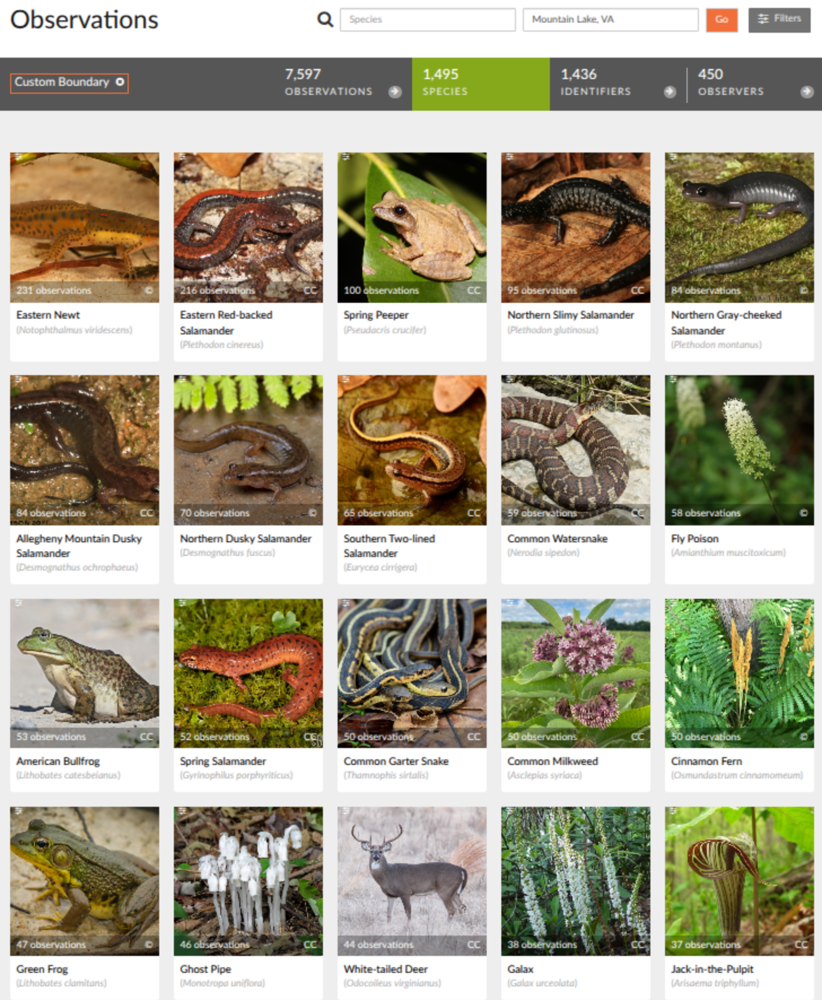 Observations
Species
Mountain Lake, VA
Go
Filters
Custom Boundary
7,597
OBSERVATIONS
1,495
SPECIES
1,436
IDENTIFIERS
450
OBSERVERS
231 observations ©
Eastern Newt
(Notophthalmus viridescens)
216 observations CC
Eastern Red-backed
Salamander
(Plethodon cinereus)
100 observations CC
Spring Peeper
(Pseudacris crucifer)
95 observations CC
Northern Slimy Salamander
(Plethodon glutinosus)
84 observations ©
Northern Gray-cheeked
Salamander
(Plethodon montanus)
84 observations CC
Allegheny Mountain Dusky
Salamander
(Desmognathus ochrophaeus)
70 observations ©
Northern Dusky Salamander
(Desmognathus fuscus)
65 observations CC
Southern Two-lined
Salamander
(Eurycea cirrigera)
59 observations CC
Common Watersnake
(Nerodia sipedon)
58 observations ©
Fly Poison
(Amianthium muscitoxicum)
53 observations CC
American Bullfrog
(Lithobates catesbeianus)
52 observations CC
Spring Salamander
(Gyrinophilus porphyriticus)
50 observations CC
Common Garter Snake
(Thamnophis sirtalis)
50 observations CC
Common Milkweed
(Asclepias syriaca)
50 observations ©
Cinnamon Fern
(Osmundastrum cinnamomeum)
47 observations ©
Green Frog
(Lithobates clamitans)
46 observations CC
Ghost Pipe
(Monotropa uniflora)
44 observations CC
White-tailed Deer
(Odocoileus virginianus)
38 observations CC
Galax
(Galax urceolata)
37 observations CC
Jack-in-the-Pulpit
(Arisaema triphyllum)